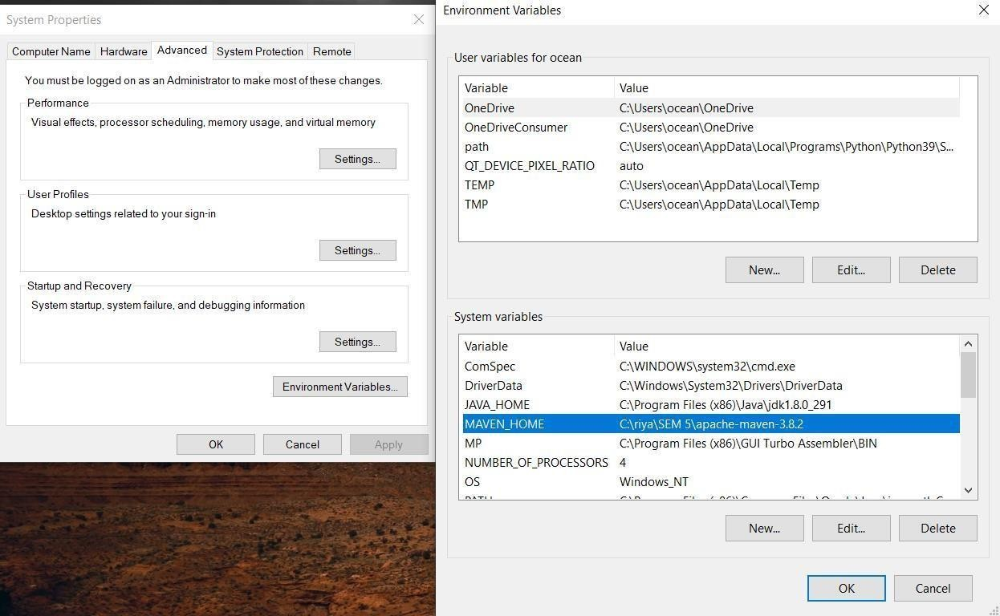 System Properties
Computer Name Hardware Advanced System Protection Remote
You must be logged on as an Administrator to make most of these changes.
Performance
Visual effects, processor scheduling, memory usage, and virtual memory
Settings...
User Profiles
Desktop settings related to your sign-in
Settings...
Startup and Recovery
System startup, system failure, and debugging information
Settings...
Environment Variables...
OK Cancel Apply
Environment Variables
User variables for ocean
Variable Value
OneDrive C:\Users\ocean\OneDrive
OneDriveConsumer C:\Users\ocean\OneDrive
path C:\Users\ocean\AppData\Local\Programs\Python\Python39\S...
QT_DEVICE_PIXEL_RATIO auto
TEMP C:\Users\ocean\AppData\Local\Temp
TMP C:\Users\ocean\AppData\Local\Temp
New... Edit... Delete
System variables
Variable Value
ComSpec C:\WINDOWS\system32\cmd.exe
DriverData C:\Windows\System32\Drivers\DriverData
JAVA_HOME C:\Program Files (x86)\Java\jdk1.8.0_291
MAVEN_HOME C:\riya\SEM 5\apache-maven-3.8.2
MP C:\Program Files (x86)\GUI Turbo Assembler\BIN
NUMBER_OF_PROCESSORS 4
OS Windows_NT
New... Edit... Delete
OK Cancel